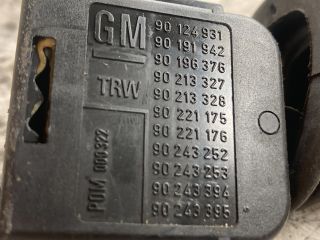 GM
TRW
POM 000322
90 124 931
90 191 942
90 196 376
90 213 327
90 213 328
90 221 175
90 221 176
90 243 252
90 243 253
90 243 394
90 243 395